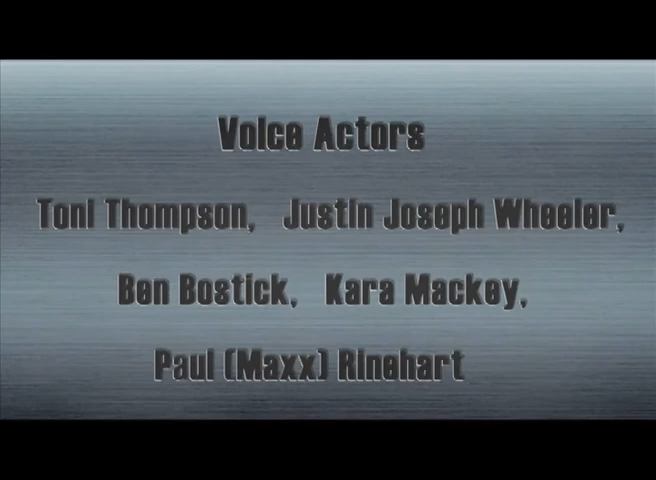 Voice Actors
Toni Thompson, Justin Joseph Wheeler,
Ben Bostick, Kara Mackey,
Paul (Maxx) Rinehart